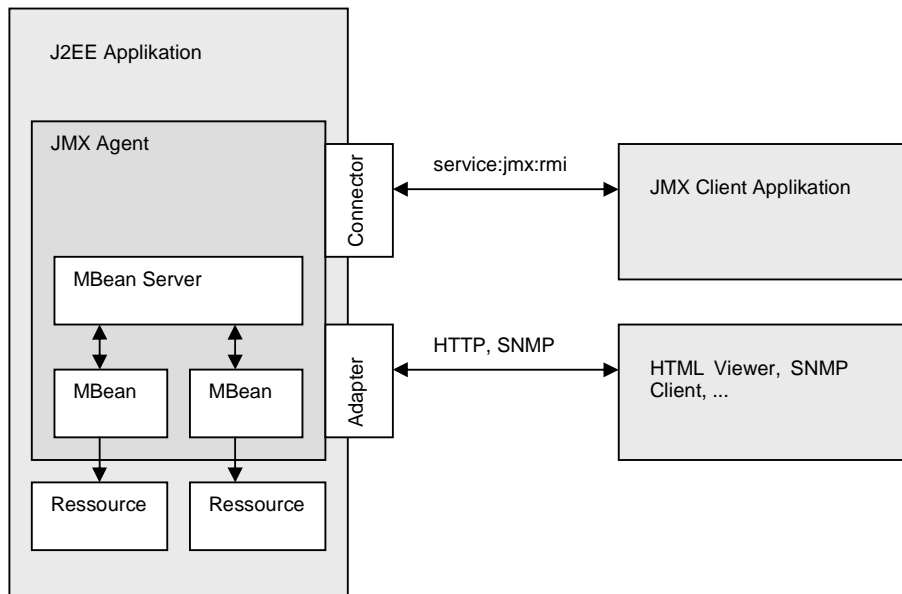 J2EE Applikation
JMX Agent
Connector
service:jmx:rmi
JMX Client Applikation
MBean Server
Adapter
HTTP, SNMP
HTML Viewer, SNMP
Client, ...
MBean
MBean
Ressource
Ressource